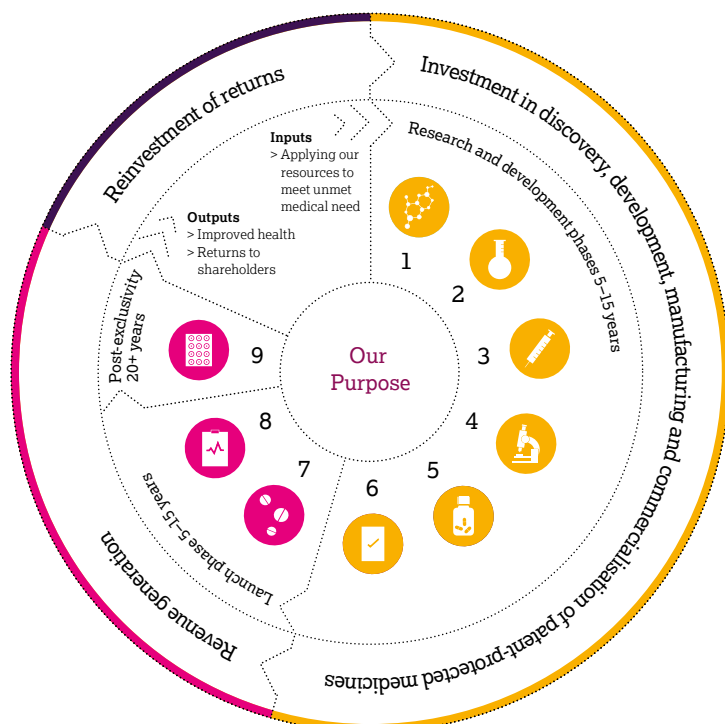 Reinvestment of returns
Investment in discovery, development, manufacturing and commercialisation of patent-protected medicines
Inputs
> Applying our
resources to
meet unmet
medical need
Research and development phases 5–15 years
Outputs
> Improved health
> Returns to
shareholders
1
2
3
4
5
6
7
8
9
Our
Purpose
Post-exclusivity
20+ years
Launch phase 5–15 years
Revenue generation